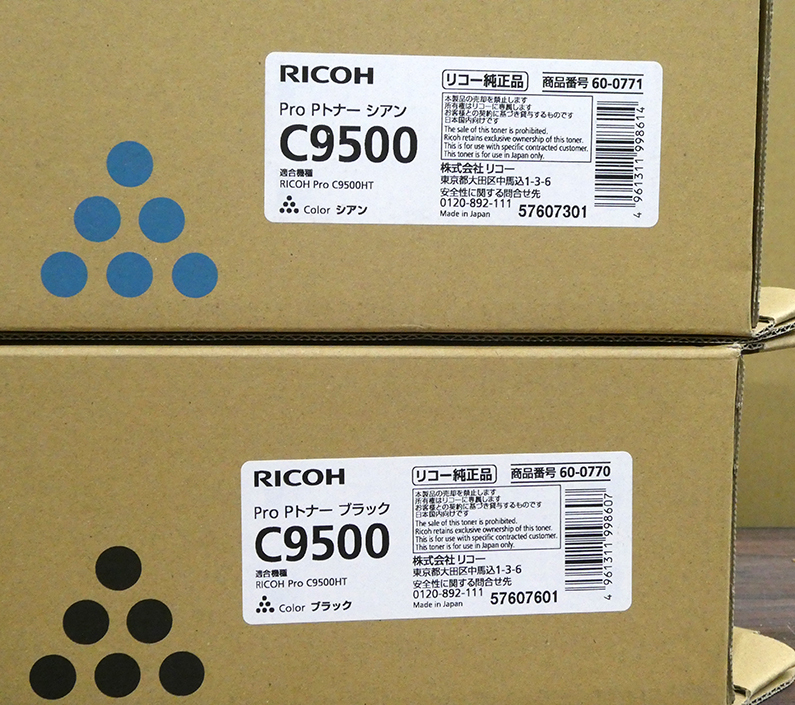 RICOH
リコー純正品
商品番号 60-0771
Pro Pトナー シアン
C9500
適合機種
RICOH Pro C9500HT
Color シアン
本製品の売却を禁止します
所有権はリコーに専属します
お客様との契約に基づき貸与するものです
日本国内向けです
The sale of this toner is prohibited.
Ricoh retains exclusive ownership of this toner.
This is for use with specific contracted customer.
This toner is for use in Japan only.
株式会社 リコー
東京都大田区中馬込1-3-6
安全性に関する問合せ先
0120-892-111
Made in Japan
57607301
4 961311 998614
RICOH
リコー純正品
商品番号 60-0770
Pro Pトナー ブラック
C9500
適合機種
RICOH Pro C9500HT
Color ブラック
本製品の売却を禁止します
所有権はリコーに専属します
お客様との契約に基づき貸与するものです
日本国内向けです
The sale of this toner is prohibited.
Ricoh retains exclusive ownership of this toner.
This is for use with specific contracted customer.
This toner is for use in Japan only.
株式会社 リコー
東京都大田区中馬込1-3-6
安全性に関する問合せ先
0120-892-111
Made in Japan
57607601
4 961311 998607